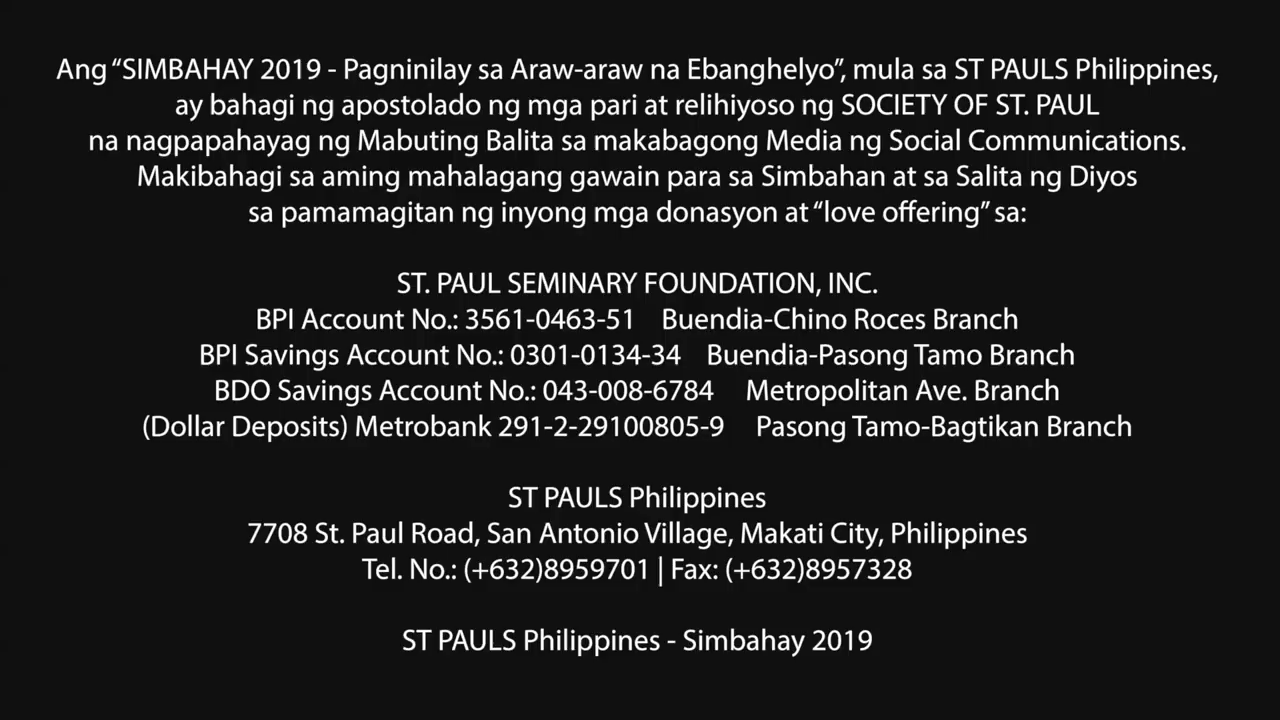 Ang “SIMBAHAY 2019 - Pagninilay sa Araw-araw na Ebanghelyo”, mula sa ST PAULS Philippines,
ay bahagi ng apostolado ng mga pari at relihiyoso ng SOCIETY OF ST. PAUL
na nagpapahayag ng Mabuting Balita sa makabagong Media ng Social Communications.
Makibahagi sa aming mahalagang gawain para sa Simbahan at sa Salita ng Diyos
sa pamamagitan ng inyong mga donasyon at “love offering” sa:
ST. PAUL SEMINARY FOUNDATION, INC.
BPI Account No.: 3561-0463-51 Buendia-Chino Roces Branch
BPI Savings Account No.: 0301-0134-34 Buendia-Pasong Tamo Branch
BDO Savings Account No.: 043-008-6784 Metropolitan Ave. Branch
(Dollar Deposits) Metrobank 291-2-29100805-9 Pasong Tamo-Bagtikan Branch
ST PAULS Philippines
7708 St. Paul Road, San Antonio Village, Makati City, Philippines
Tel. No.: (+632)8959701 | Fax: (+632)8957328
ST PAULS Philippines - Simbahay 2019